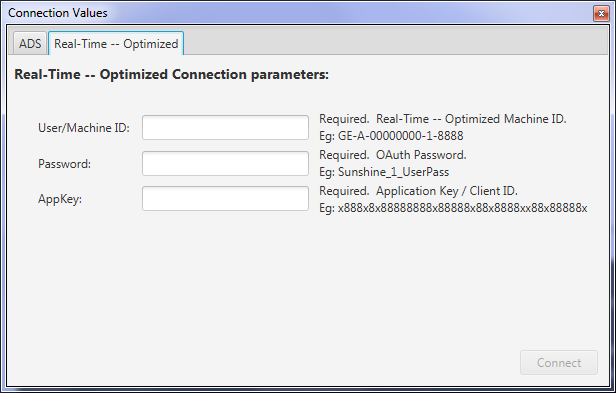 Connection Values
ADS Real-Time -- Optimized
Real-Time -- Optimized Connection parameters:
User/Machine ID:
Required. Real-Time -- Optimized Machine ID.
Eg: GE-A-00000000-1-8888
Password:
Required. OAuth Password.
Eg: Sunshine_1_UserPass
AppKey:
Required. Application Key / Client ID.
Eg: x888x8x88888888x88888x88x8888xx88x88888x
Connect